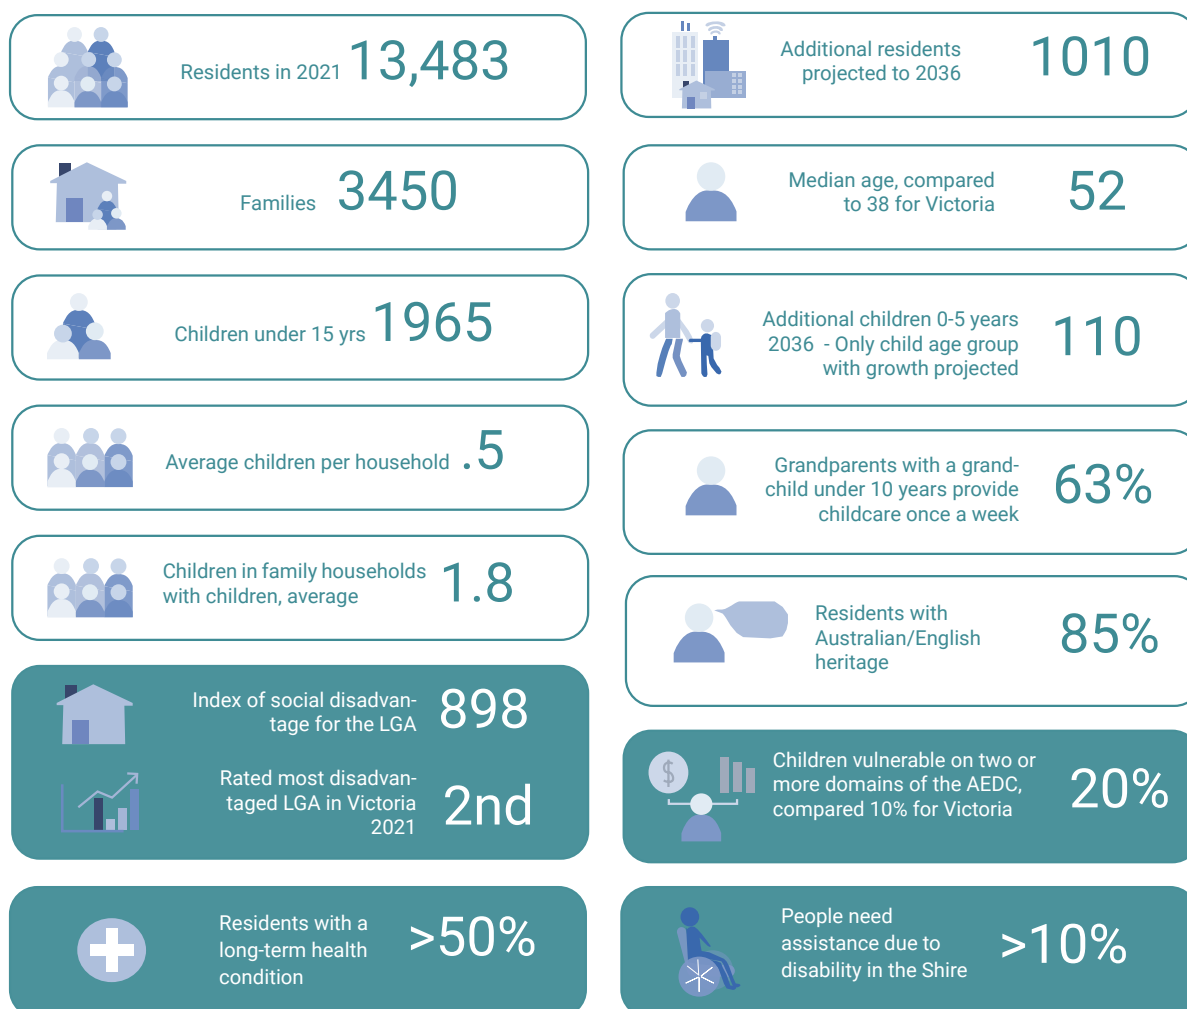 Residents in 2021 13,483
Families 3450
Children under 15 yrs 1965
Average children per household .5
Children in family households
with children, average
1.8
Index of social disadvan-
tage for the LGA
898
Rated most disadvan-
taged LGA in Victoria
2021
2nd
Residents with a
long-term health
condition
>50%
Additional residents
projected to 2036
1010
Median age, compared
to 38 for Victoria
52
Additional children 0-5 years
2036 - Only child age group
with growth projected
110
Grandparents with a grand-
child under 10 years provide
childcare once a week
63%
Residents with
Australian/English
heritage
85%
$
Children vulnerable on two or
more domains of the AEDC,
compared 10% for Victoria
20%
People need
assistance due to
disability in the Shire
>10%